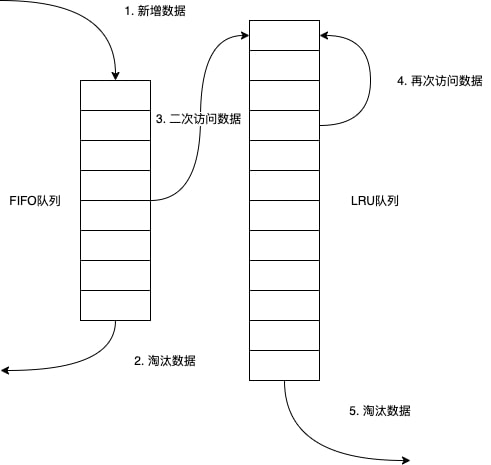 1. 新增数据
4. 再次访问数据
3. 二次访问数据
FIFO队列
LRU队列
2. 淘汰数据
5. 淘汰数据